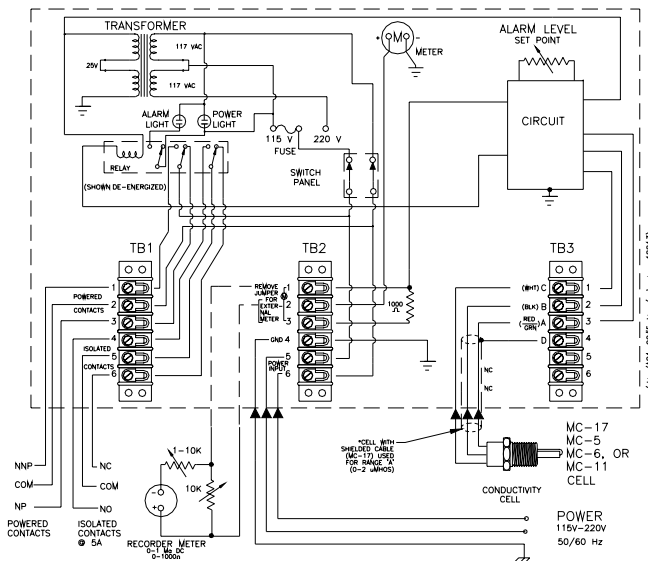 TRANSFORMER
117 VAC
25V
117 VAC
ALARM
LIGHT
POWER
LIGHT
RELAY
(SHOWN DE-ENERGIZED)
115 V
220 V
FUSE
SWITCH
PANEL
+
M
-
METER
ALARM LEVEL
SET POINT
CIRCUIT
TB1
1
2
3
4
5
6
POWERED
CONTACTS
ISOLATED
CONTACTS
TB2
REMOVE
JUMPER
FOR
EXTER-
NAL
METER
1
2
3
GND 4
5
6
POWER
INPUT
1000
Ω
TB3
(WHT) C
(BLK) B
RED
GRN
A
D
1
2
3
4
5
6
NC
NC
*CELL WITH
SHIELDED CABLE
(MC-17) USED
FOR RANGE 'A'
(0-2 uMHOS)
MC-17
MC-5
MC-6, OR
MC-11
CELL
CONDUCTIVITY
CELL
NNP
COM
NP
POWERED
CONTACTS
NC
COM
NO
ISOLATED
CONTACTS
@ 5A
1-10K
10K
-
+
RECORDER METER
0-1 Ma DC
POWER
115V-220V
50/60 Hz